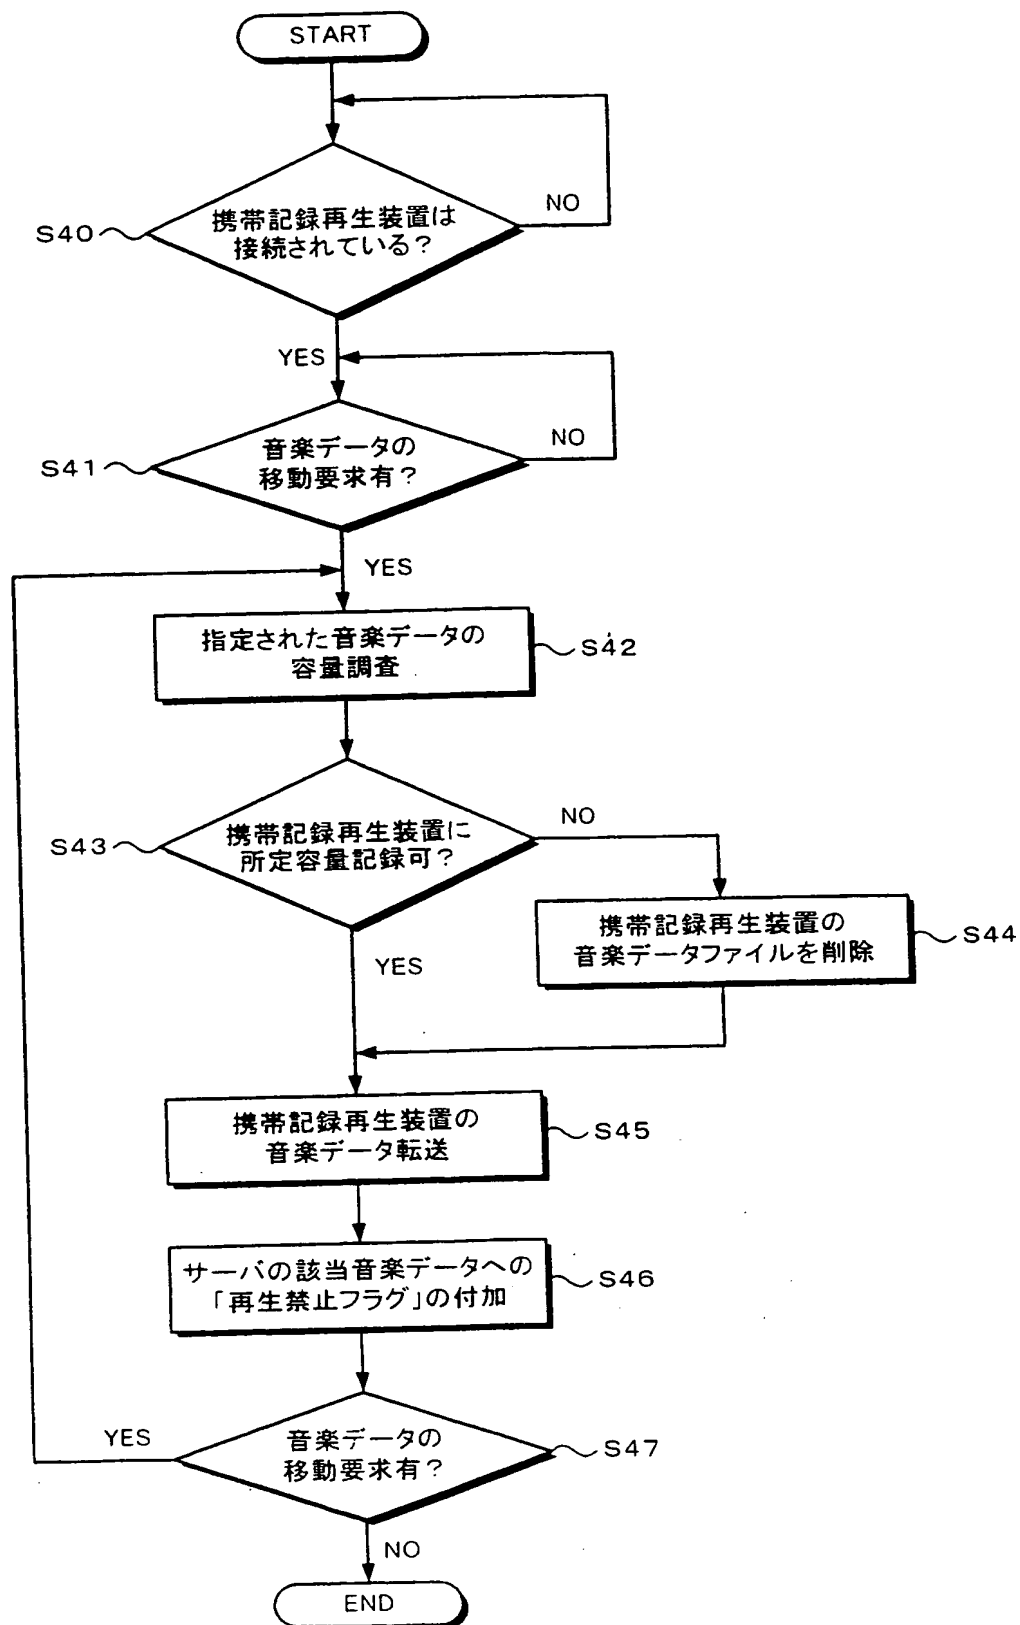 START
NO
S40
携帯記録再生装置は
接続されている?
YES
NO
S41
音楽データの
移動要求有?
YES
指定された音楽データの
容量調査
S42
NO
S43
携帯記録再生装置に
所定容量記録可?
携帯記録再生装置の
音楽データファイルを削除
S44
YES
携帯記録再生装置の
音楽データ転送
S45
サーバの該当音楽データへの
「再生禁止フラグ」の付加
S46
YES
音楽データの
移動要求有?
S47
NO
END